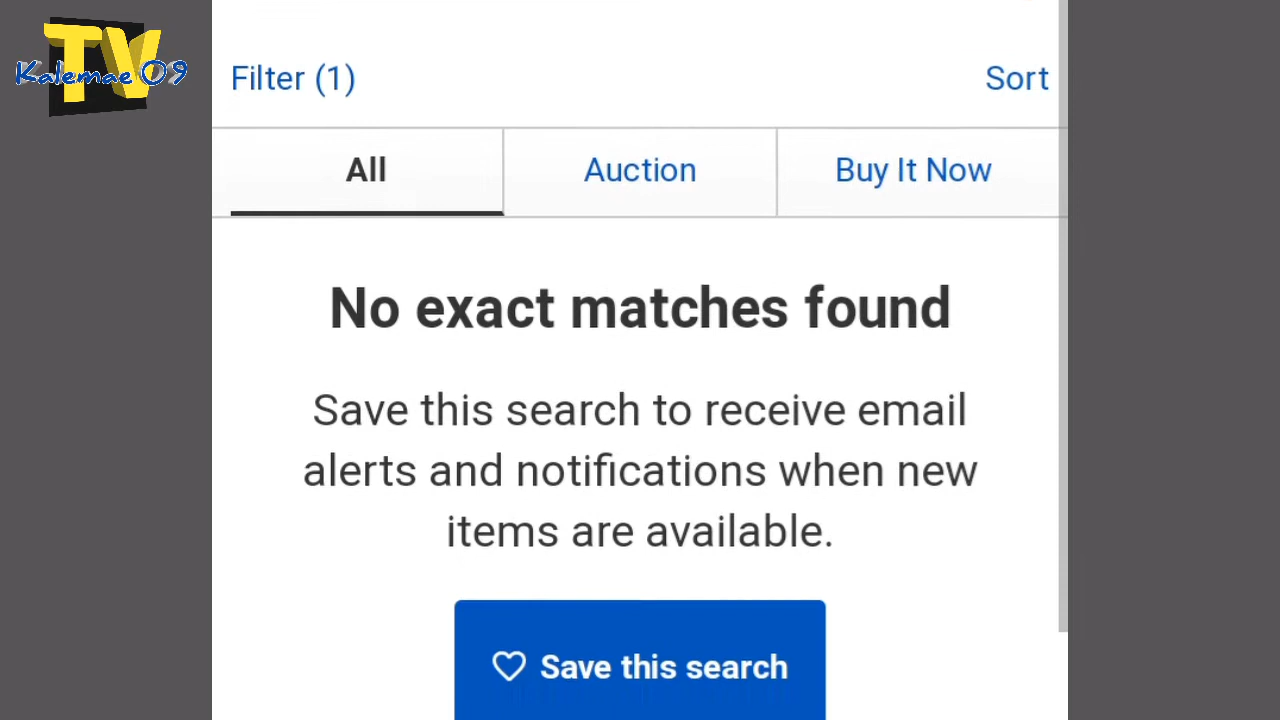 TV
Kalemae 09
Filter (1)
Sort
All
Auction
Buy It Now
No exact matches found
Save this search to receive email
alerts and notifications when new
items are available.
Save this search